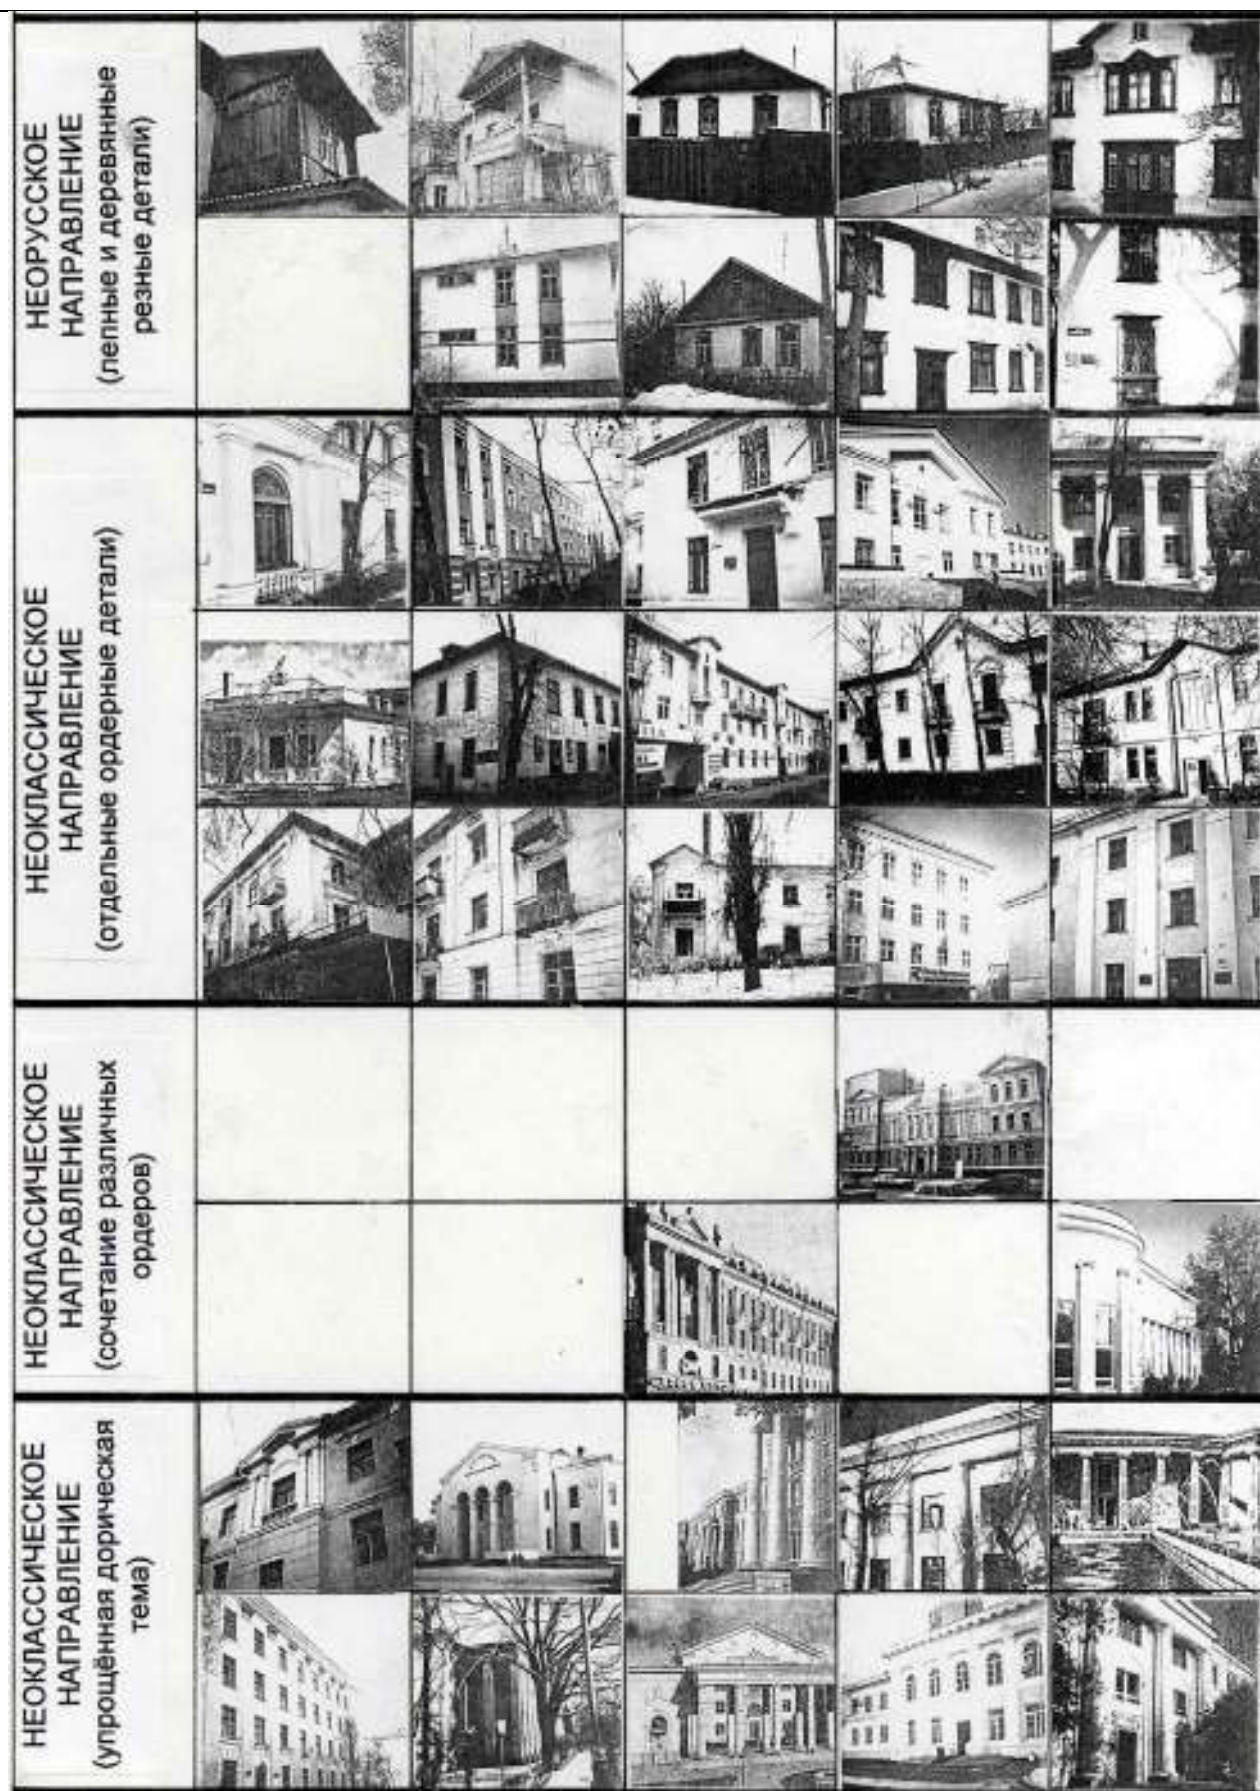 НЕОРУССКОЕ
НАПРАВЛЕНИЕ
(лепные и деревянные
резные детали)
НЕОКЛАССИЧЕСКОЕ
НАПРАВЛЕНИЕ
(отдельные ордерные детали)
НЕОКЛАССИЧЕСКОЕ
НАПРАВЛЕНИЕ
(сочетание различных
ордеров)
НЕОКЛАССИЧЕСКОЕ
НАПРАВЛЕНИЕ
(упрощённая дорическая
тема)